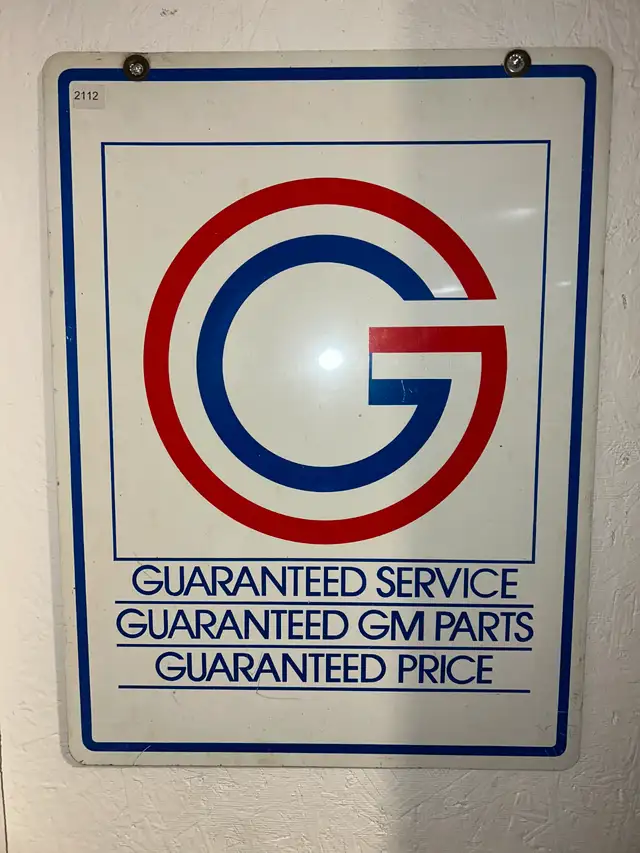 2112
G
GUARANTEED SERVICE
GUARANTEED GM PARTS
GUARANTEED PRICE